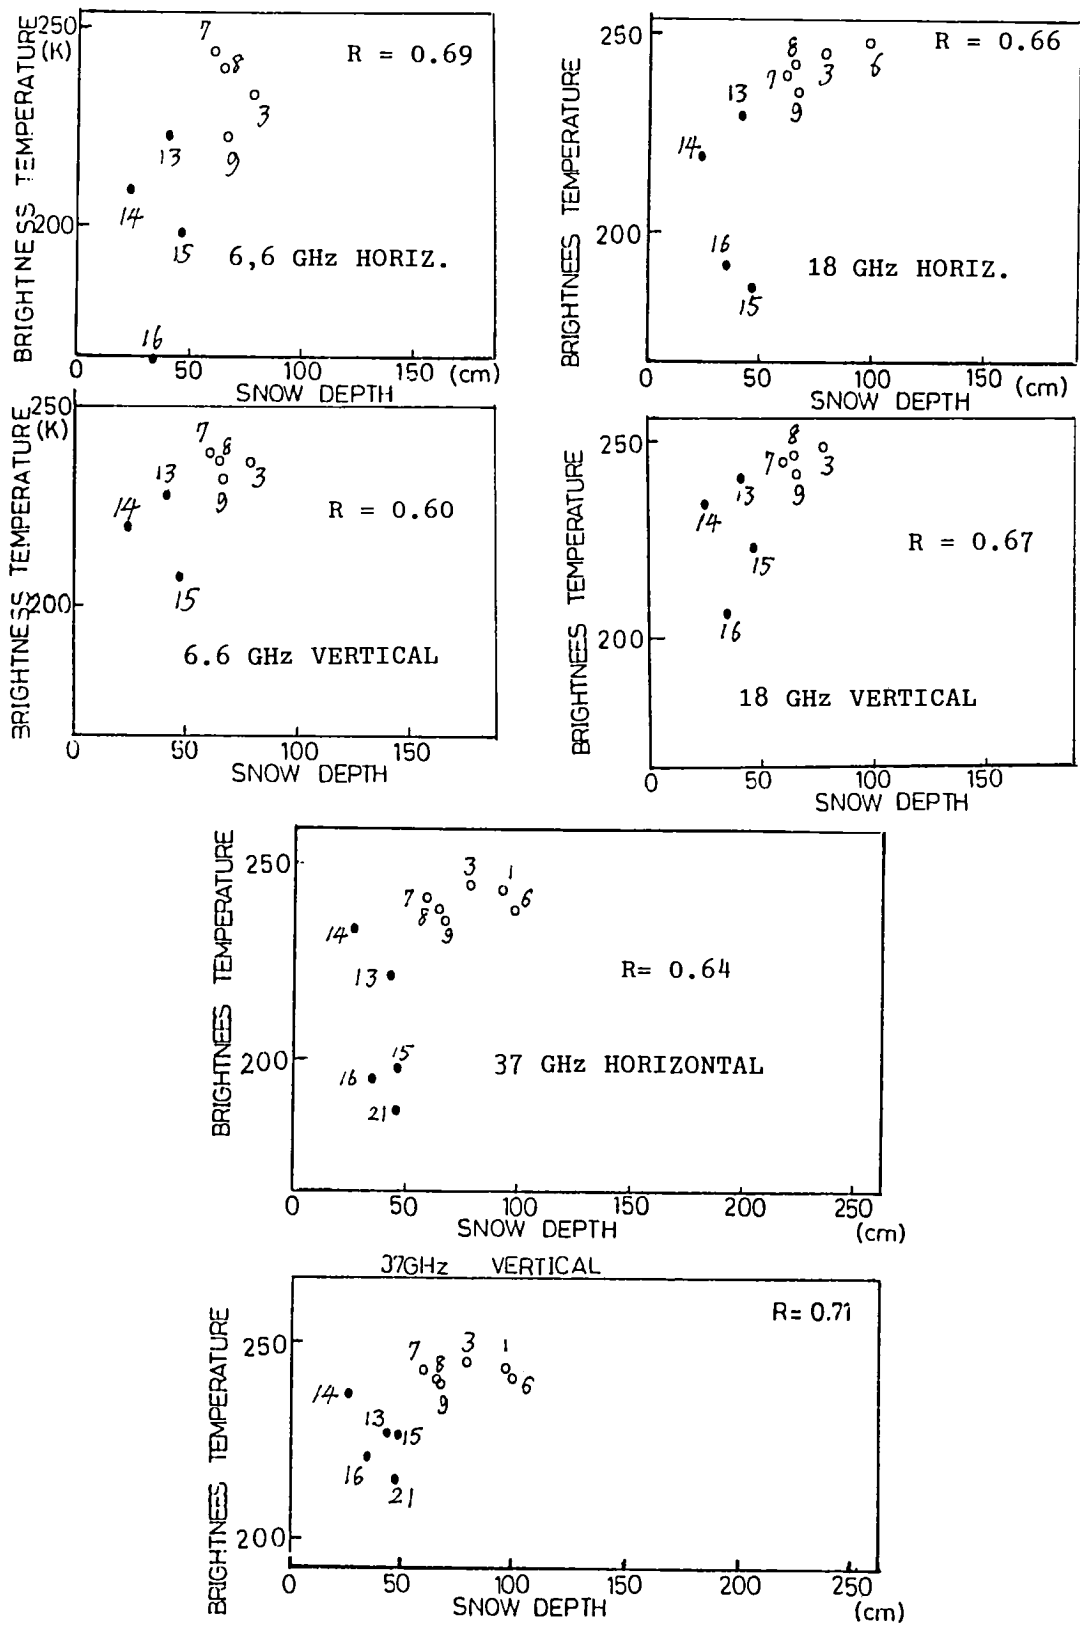 BRIGHTNESS TEMPERATURE
250
(K)
200
7
8
R = 0.69
3
13
9
14
15
6,6 GHz HORIZ.
16
0 50 100 150 (cm)
SNOW DEPTH
BRIGHTNEES TEMPERATURE
250
200
8
7
3
6
R = 0.66
13
9
14
16
18 GHz HORIZ.
15
0 50 100 150 (cm)
SNOW DEPTH
BRIGHTNESS TEMPERATURE
250
(K)
200
7
8
13
3
14
9
R = 0.60
15
6.6 GHz VERTICAL
0 50 100 150
SNOW DEPTH
BRIGHTNEES TEMPERATURE
250
200
8
7
3
13
9
14
R = 0.67
15
16
18 GHz VERTICAL
0 50 100 150
SNOW DEPTH
BRIGHTNEES TEMPERATURE
250
200
3
1
7
6
8
9
14
13
R= 0.64
15
16
37 GHz HORIZONTAL
21
0 50 100 150 200 250
SNOW DEPTH
(cm)
37GHz VERTICAL
BRIGHTNEES TEMPERATURE
250
200
R= 0.71
7
3
1
8
6
14
9
13
15
16
21
0 50 100 150 200 250
SNOW DEPTH
(cm)